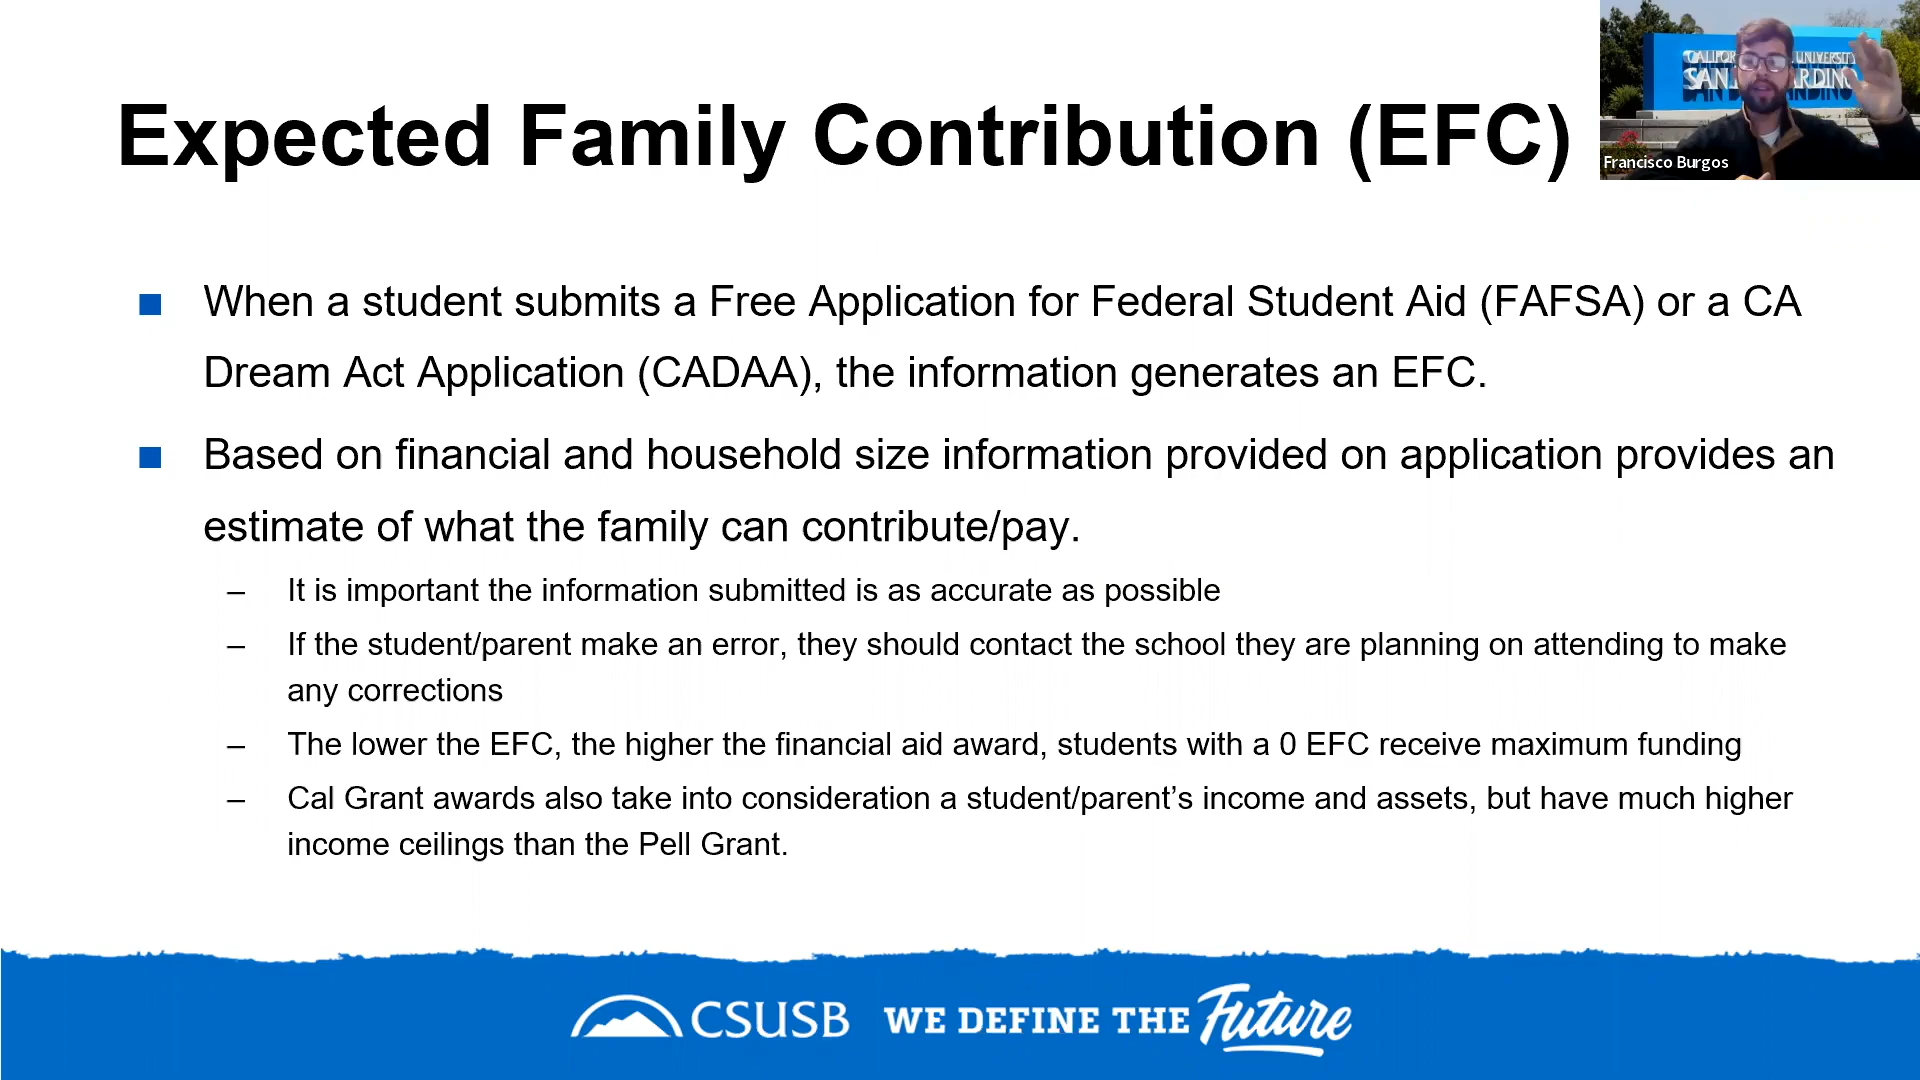 Expected Family Contribution (EFC)
CALIFOR UNIVERSITY
SAN RDINO
Francisco Burgos
■ When a student submits a Free Application for Federal Student Aid (FAFSA) or a CA
Dream Act Application (CADAA), the information generates an EFC.
■ Based on financial and household size information provided on application provides an
estimate of what the family can contribute/pay.
– It is important the information submitted is as accurate as possible
– If the student/parent make an error, they should contact the school they are planning on attending to make
any corrections
– The lower the EFC, the higher the financial aid award, students with a 0 EFC receive maximum funding
– Cal Grant awards also take into consideration a student/parent’s income and assets, but have much higher
income ceilings than the Pell Grant.
CSUSB WE DEFINE THE Future